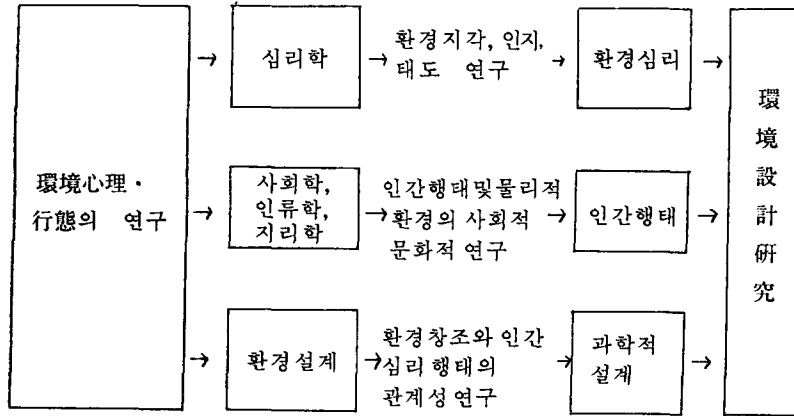 環境心理·
行態의 연구
심리학
환경지각, 인지,
태도 연구
환경심리
사회학,
인류학,
지리학
인간행태및물리적
환경의 사회적
문화적 연구
인간행태
환경설계
환경창조와 인간
심리 행태의
관계성 연구
과학적
설계
環
境
設
計
硏
究